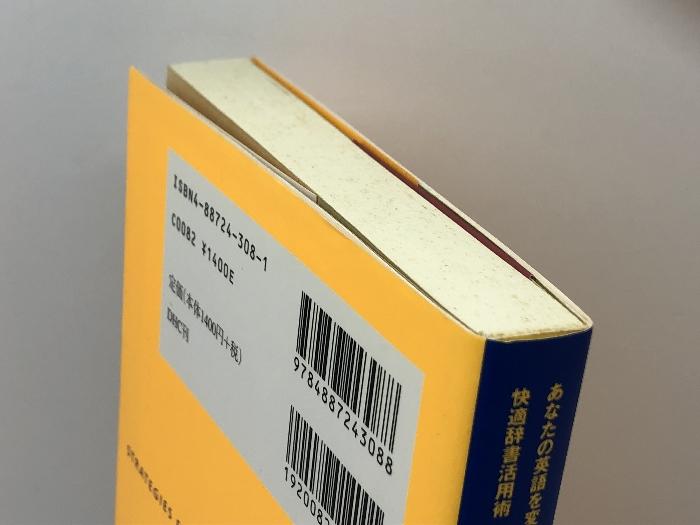 ISBN4-88724-308-1
C0082 ¥1400E
定価(本体1400円+税)
DHC刊
9784887243088
192008
STRATEGIES
あなたの英語を変
快適辞書活用術